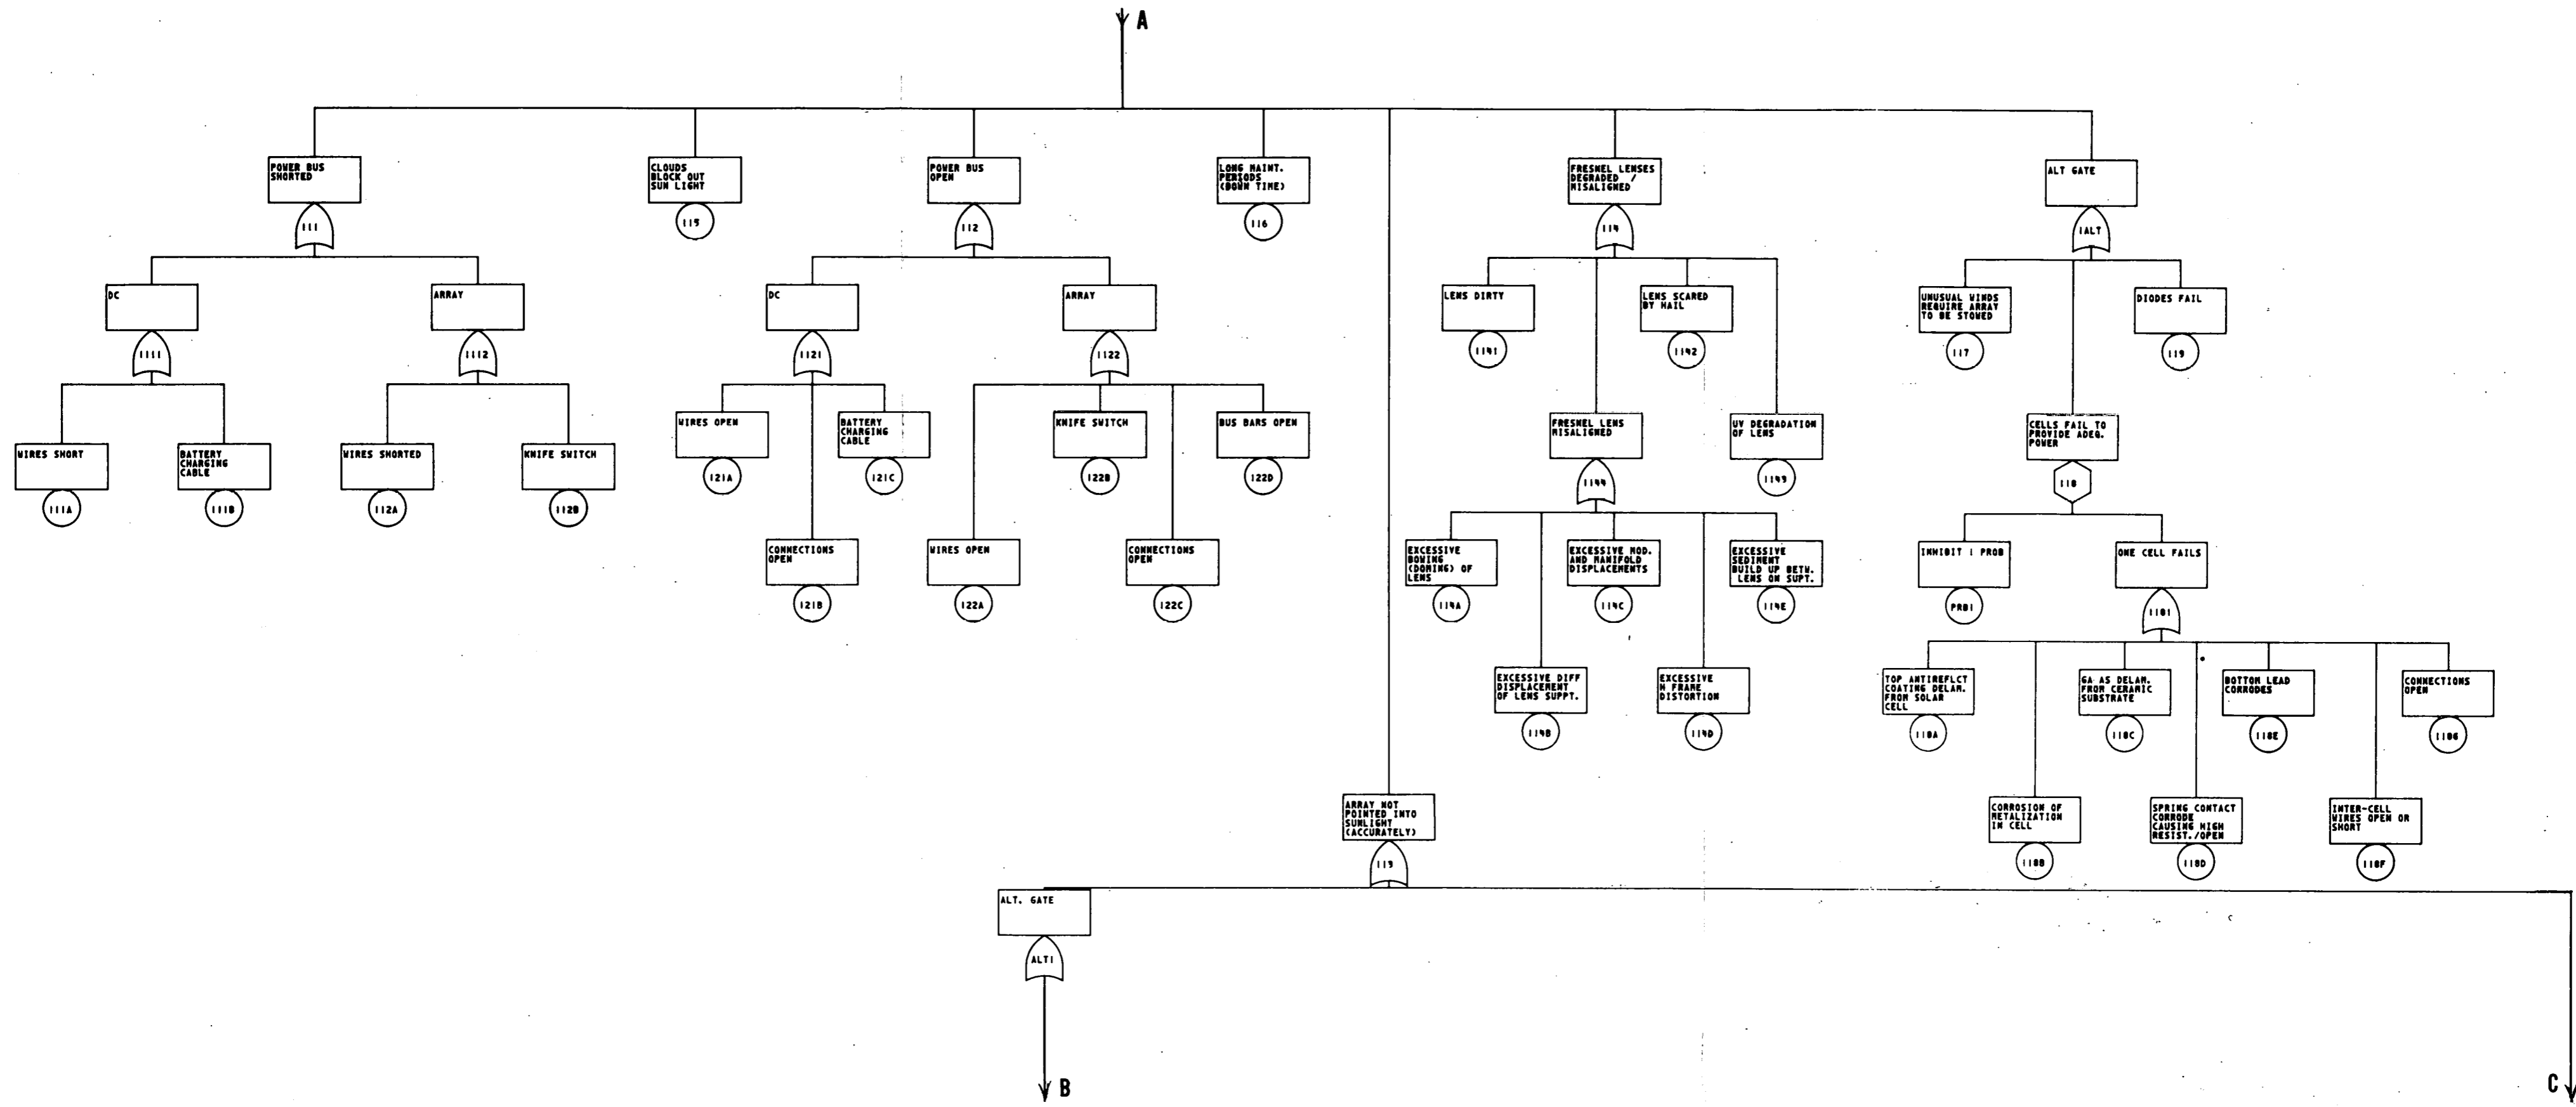 A
POWER BUS
SHORTED
111
CLOUDS
BLOCK OUT
SUN LIGHT
115
POWER BUS
OPEN
112
LONG MAINT.
PERIODS
(DOWN TIME)
116
FRESNEL LENSES
DEGRADED /
MISALIGNED
114
ALT GATE
1ALT
DC
1111
ARRAY
1112
DC
1121
ARRAY
1122
LENS DIRTY
1141
LENS SCARED
BY HAIL
1142
UNUSUAL WINDS
REQUIRE ARRAY
TO BE STOWED
117
DIODES FAIL
119
WIRES SHORT
111A
BATTERY
CHARGING
CABLE
111B
WIRES SHORTED
112A
KNIFE SWITCH
112B
WIRES OPEN
121A
BATTERY
CHARGING
CABLE
121C
KNIFE SWITCH
122B
BUS BARS OPEN
122D
FRESNEL LENS
MISALIGNED
1144
UV DEGRADATION
OF LENS
1143
CELLS FAIL TO
PROVIDE ADEQ.
POWER
118
CONNECTIONS
OPEN
121B
WIRES OPEN
122A
CONNECTIONS
OPEN
122C
EXCESSIVE
BOWING
(DOMING) OF
LENS
114A
EXCESSIVE MOD.
AND MANIFOLD
DISPLACEMENTS
114C
EXCESSIVE
SEDIMENT
BUILD UP BETW.
LENS ON SUPT.
114E
INHIBIT 1 PROB
PRB1
ONE CELL FAILS
1181
EXCESSIVE DIFF
DISPLACEMENT
OF LENS SUPPT.
114B
EXCESSIVE
H FRAME
DISTORTION
114D
TOP ANTIREFLCT
COATING DELAM.
FROM SOLAR
CELL
118A
GA AS DELAM.
FROM CERAMIC
SUBSTRATE
118C
BOTTOM LEAD
CORRODES
118E
CONNECTIONS
OPEN
118G
ARRAY NOT
POINTED INTO
SUNLIGHT
(ACCURATELY)
113
CORROSION OF
METALIZATION
IN CELL
118B
SPRING CONTACT
CORRODE
CAUSING HIGH
RESIST./OPEN
118D
INTER-CELL
WIRES OPEN OR
SHORT
118F
ALT. GATE
ALT1
B
C